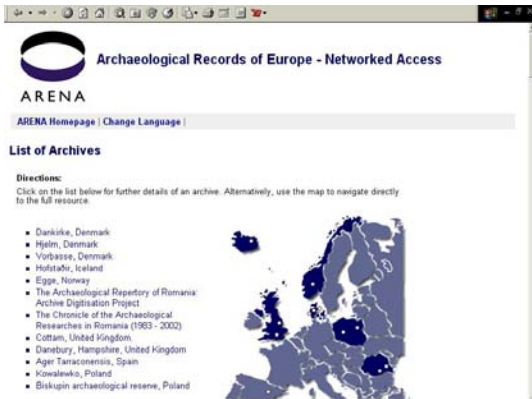 Archaeological Records of Europe - Networked Access
ARENA
ARENA Homepage | Change Language |
List of Archives
Directions:
Click on the list below for further details of an archive. Alternatively, use the map to navigate directly
to the full resource.
Dankirke, Denmark
Hjelm, Denmark
Vorbasse, Denmark
Hofstaðir, Iceland
Egge, Norway
The Archaeological Repertory of Romania:
Archive Digitisation Project
The Chronicle of the Archaeological
Researches in Romania (1983 - 2002)
Cottam, United Kingdom
Danebury, Hampshire, United Kingdom
Ager Tarraconensis, Spain
Kowalewko, Poland
Biskupin archaeological reserve, Poland